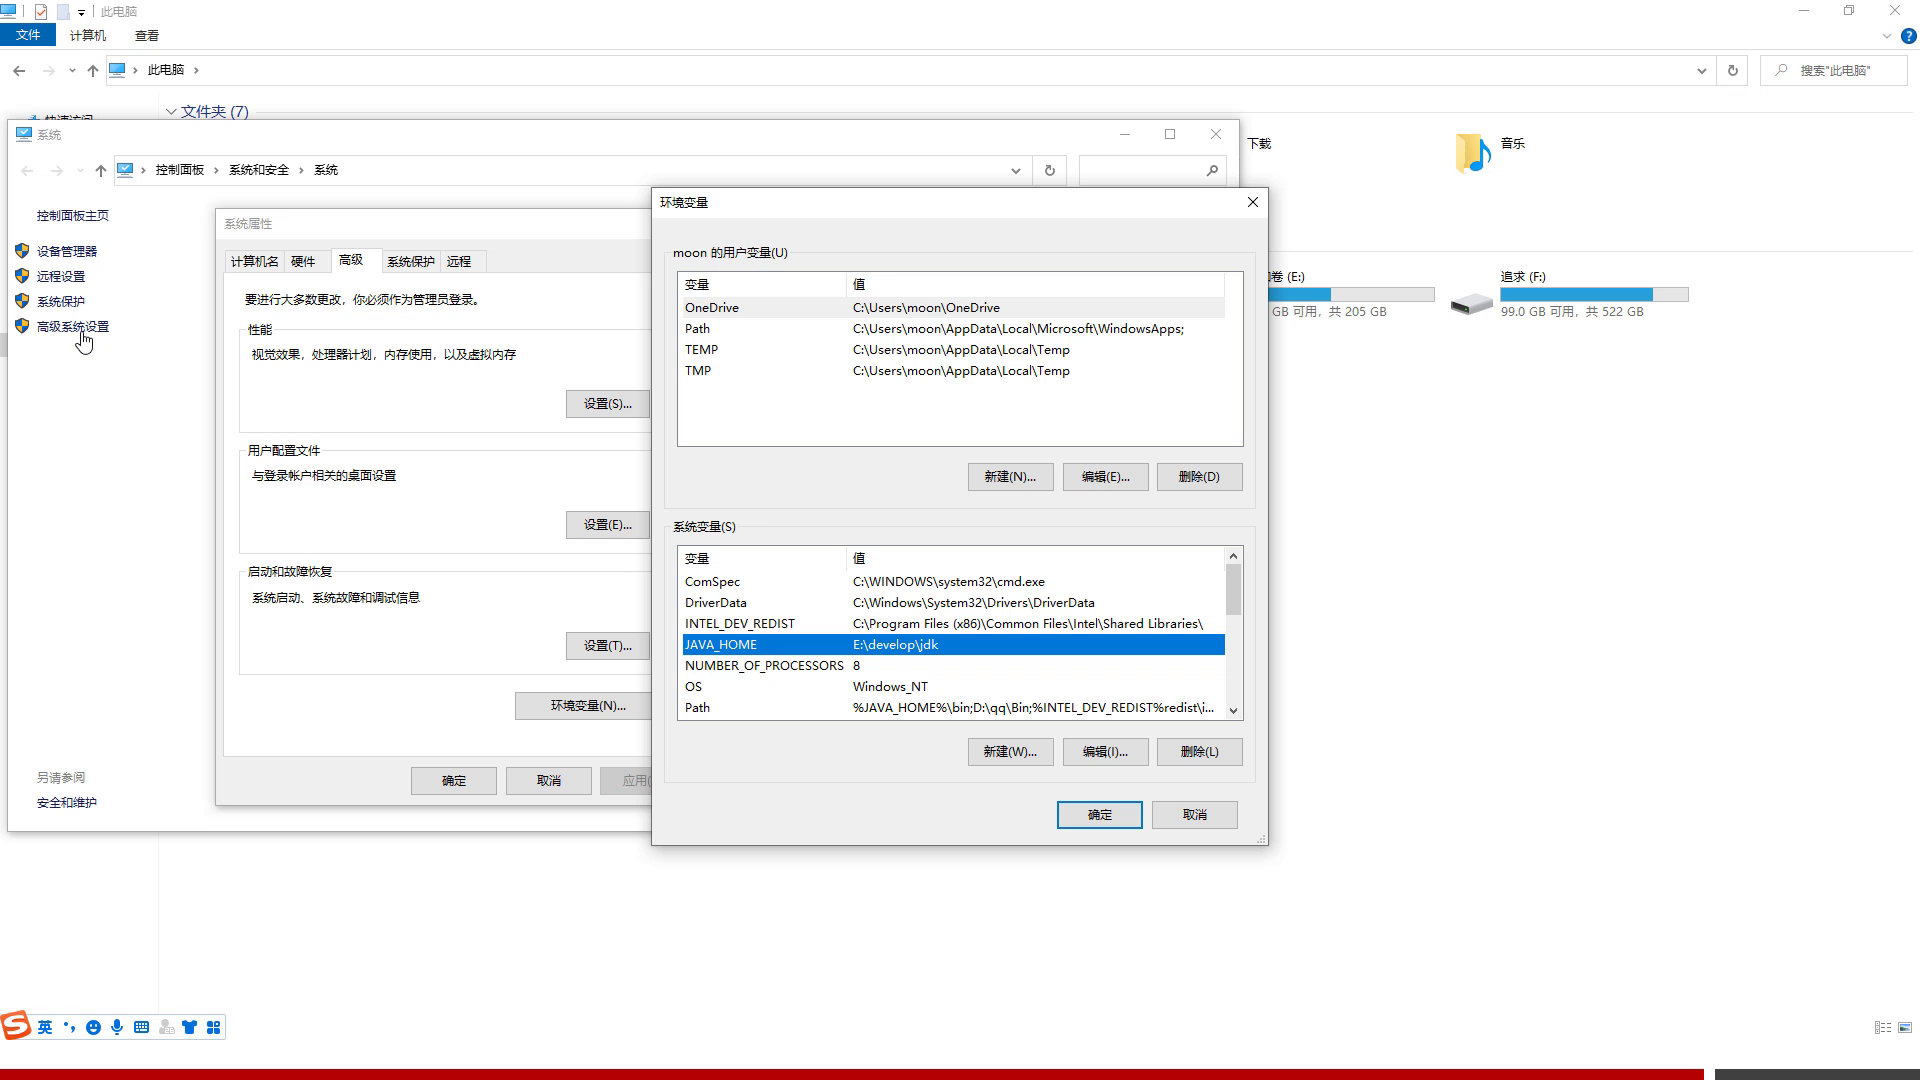 此电脑
文件 计算机 查看
此电脑
搜索"此电脑"
文件夹 (7)
下载
音乐
系统
控制面板 系统和安全 系统
控制面板主页
设备管理器
远程设置
系统保护
高级系统设置
另请参阅
安全和维护
系统属性
计算机名 硬件 高级 系统保护 远程
要进行大多数更改，你必须作为管理员登录。
性能
视觉效果，处理器计划，内存使用，以及虚拟内存
设置(S)...
用户配置文件
与登录帐户相关的桌面设置
设置(E)...
启动和故障恢复
系统启动、系统故障和调试信息
设置(T)...
环境变量(N)...
确定 取消 应用(
环境变量
moon 的用户变量(U)
变量 值
OneDrive C:\Users\moon\OneDrive
Path C:\Users\moon\AppData\Local\Microsoft\WindowsApps;
TEMP C:\Users\moon\AppData\Local\Temp
TMP C:\Users\moon\AppData\Local\Temp
新建(N)... 编辑(E)... 删除(D)
系统变量(S)
变量 值
ComSpec C:\WINDOWS\system32\cmd.exe
DriverData C:\Windows\System32\Drivers\DriverData
INTEL_DEV_REDIST C:\Program Files (x86)\Common Files\Intel\Shared Libraries\
JAVA_HOME E:\develop\jdk
NUMBER_OF_PROCESSORS 8
OS Windows_NT
Path %JAVA_HOME%\bin;D:\qq\Bin;%INTEL_DEV_REDIST%redist\i...
新建(W)... 编辑(I)... 删除(L)
确定 取消
卷 (E:)
GB 可用，共 205 GB
追求 (F:)
99.0 GB 可用，共 522 GB
英